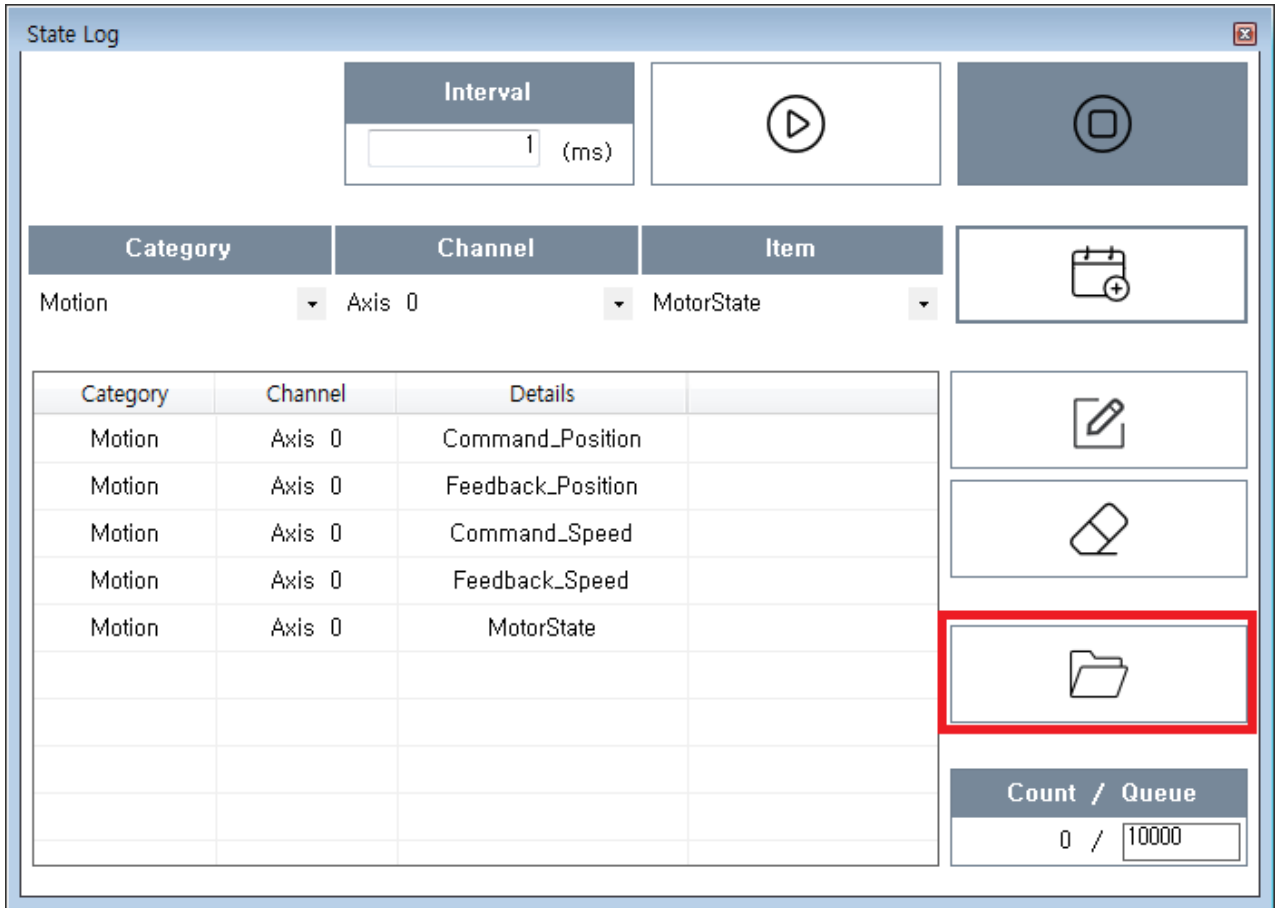 State Log
Interval
1 (ms)
Category Channel Item
Motion Axis 0 MotorState
Category Channel Details
Motion Axis 0 Command_Position
Motion Axis 0 Feedback_Position
Motion Axis 0 Command_Speed
Motion Axis 0 Feedback_Speed
Motion Axis 0 MotorState
Count / Queue
0 / 10000